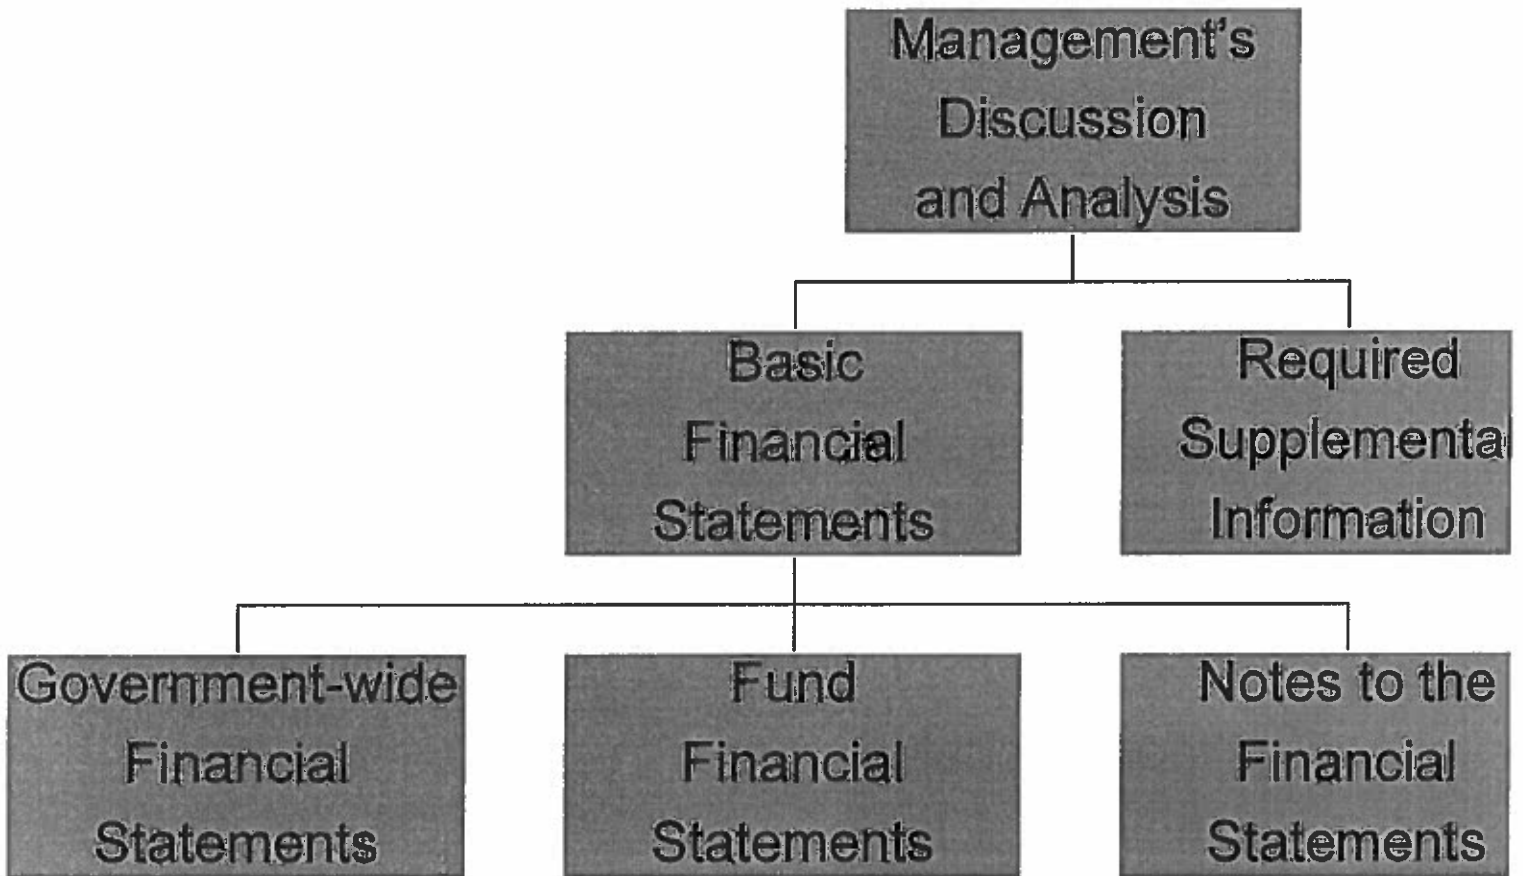 Management's
Discussion
and Analysis
Basic
Financial
Statements
Required
Supplementa
Information
Government-wide
Financial
Statements
Fund
Financial
Statements
Notes to the
Financial
Statements